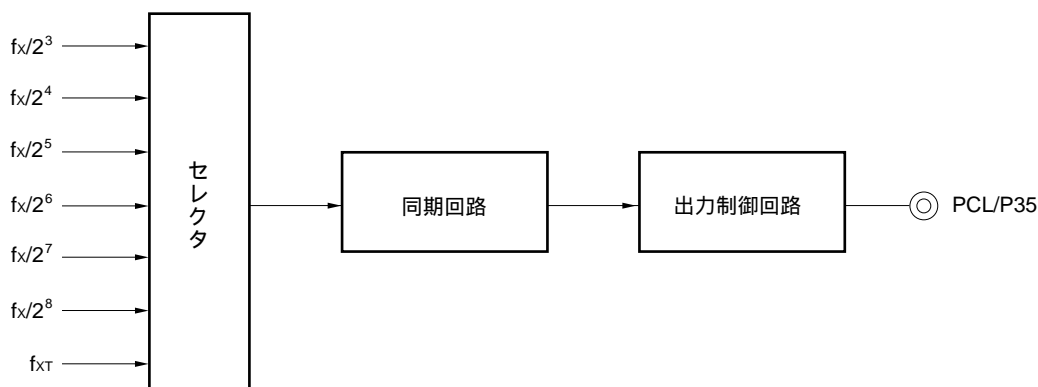 fX/2³
fX/2⁴
fX/2⁵
fX/2⁶
fX/2⁷
fX/2⁸
fXT
セレクタ
同期回路
出力制御回路
PCL/P35